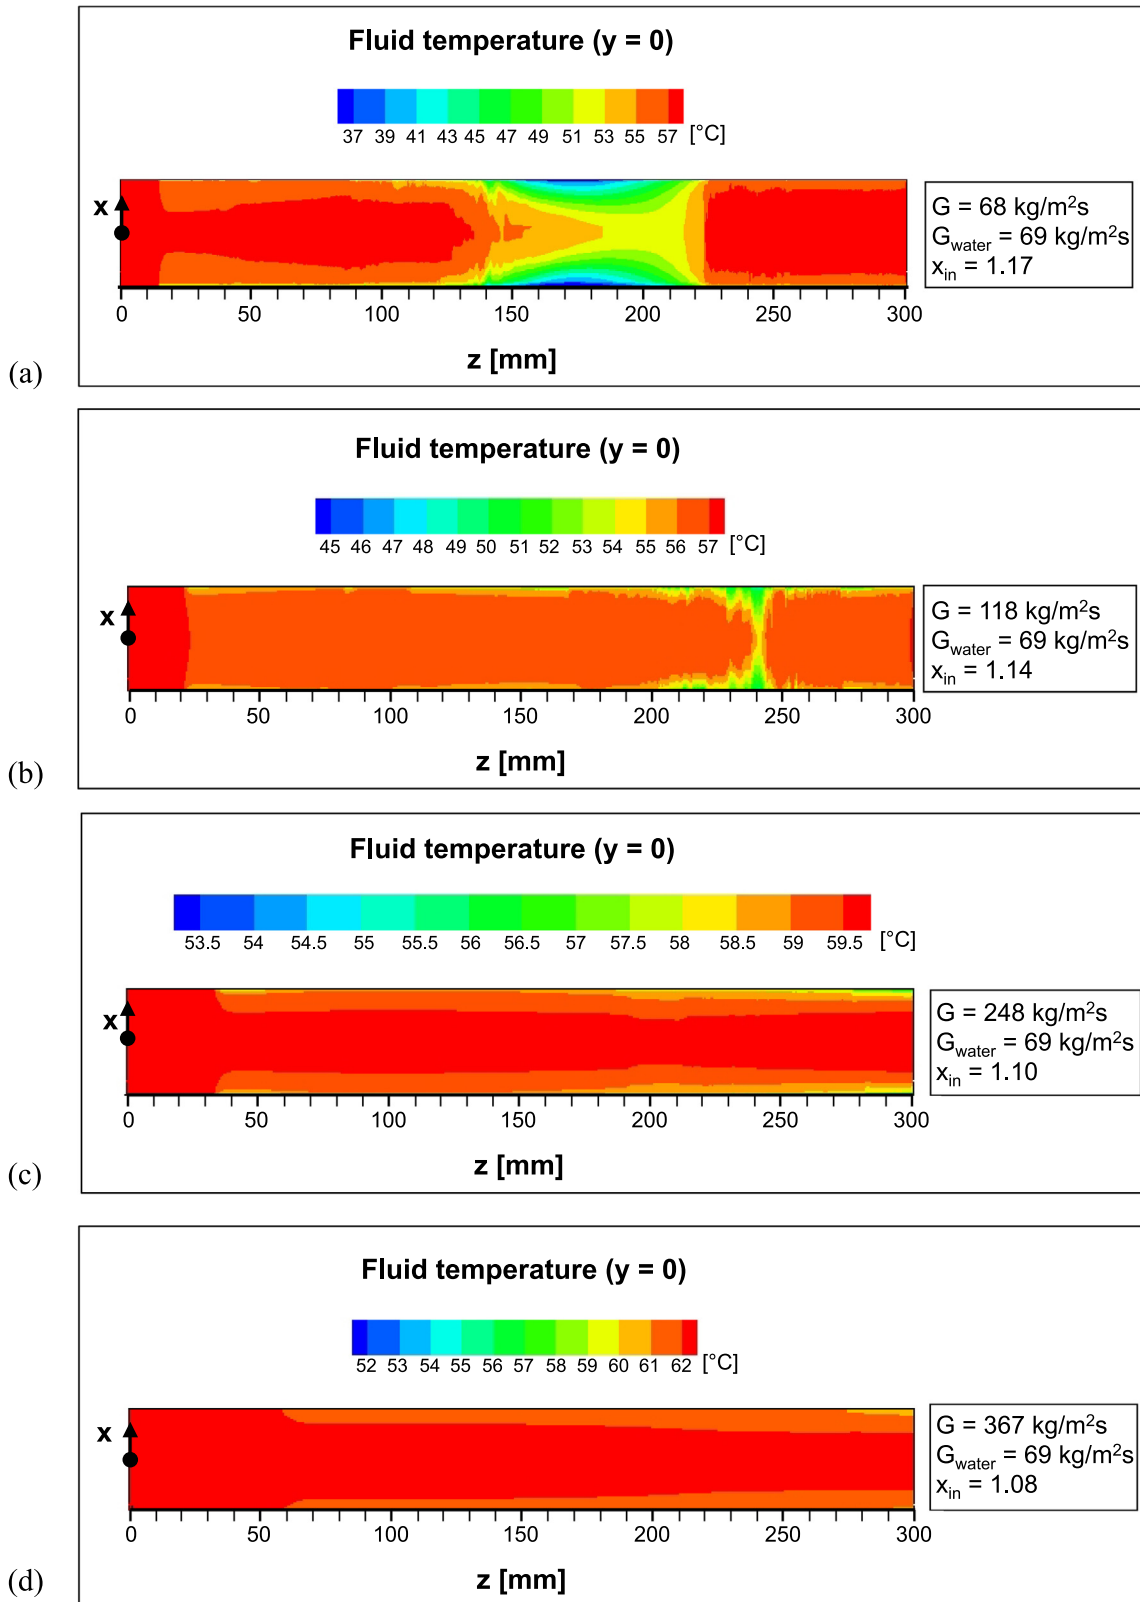 Fluid temperature (y = 0)
37 39 41 43 45 47 49 51 53 55 57 [°C]
x
G = 68 kg/m²s
G_water = 69 kg/m²s
x_in = 1.17
0 50 100 150 200 250 300
z [mm]
(a)
Fluid temperature (y = 0)
45 46 47 48 49 50 51 52 53 54 55 56 57 [°C]
x
G = 118 kg/m²s
G_water = 69 kg/m²s
x_in = 1.14
0 50 100 150 200 250 300
z [mm]
(b)
Fluid temperature (y = 0)
53.5 54 54.5 55 55.5 56 56.5 57 57.5 58 58.5 59 59.5 [°C]
x
G = 248 kg/m²s
G_water = 69 kg/m²s
x_in = 1.10
0 50 100 150 200 250 300
z [mm]
(c)
Fluid temperature (y = 0)
52 53 54 55 56 57 58 59 60 61 62 [°C]
x
G = 367 kg/m²s
G_water = 69 kg/m²s
x_in = 1.08
0 50 100 150 200 250 300
z [mm]
(d)